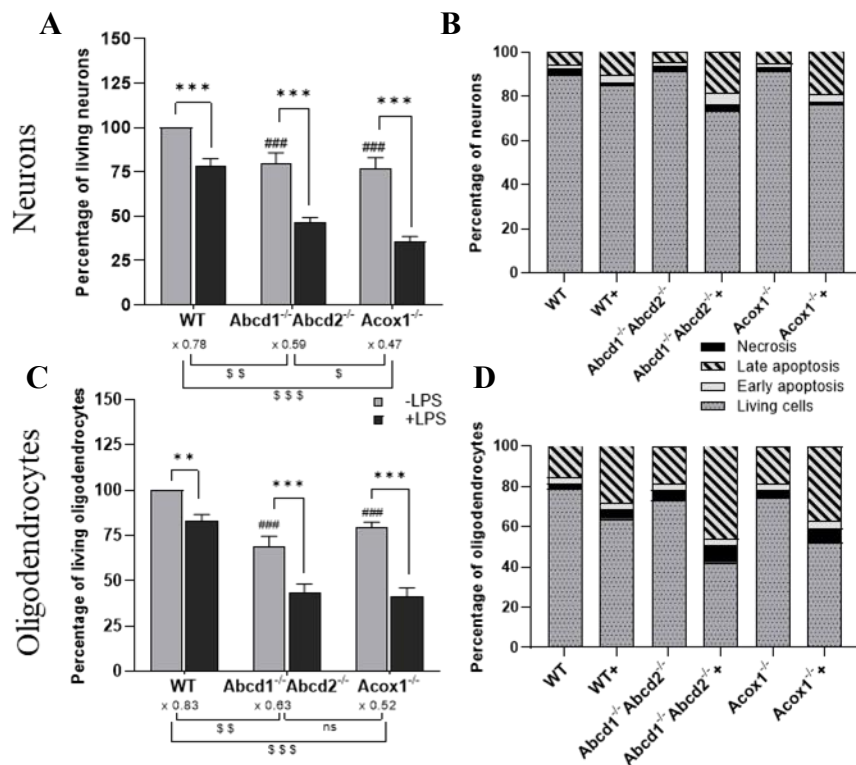 A
Neurons
Percentage of living neurons
150
125
100
75
50
25
0
***
***
***
###
###
WT
Abcd1-/-Abcd2-/-
Acox1-/-
x 0.78
x 0.59
x 0.47
$ $
$
$ $ $
B
Percentage of neurons
100
80
60
40
20
0
WT
WT+
Abcd1-/- Abcd2-/-
Abcd1-/- Abcd2-/- +
Acox1-/-
Acox1-/- +
Necrosis
Late apoptosis
Early apoptosis
Living cells
C
Oligodendrocytes
Percentage of living oligodendrocytes
150
125
100
75
50
25
0
-LPS
+LPS
**
***
***
###
###
WT
Abcd1-/-Abcd2-/-
Acox1-/-
x 0.83
x 0.63
x 0.52
$ $
ns
$ $ $
D
Percentage of oligodendrocytes
100
80
60
40
20
0
WT
WT+
Abcd1-/- Abcd2-/-
Abcd1-/- Abcd2-/- +
Acox1-/-
Acox1-/- +